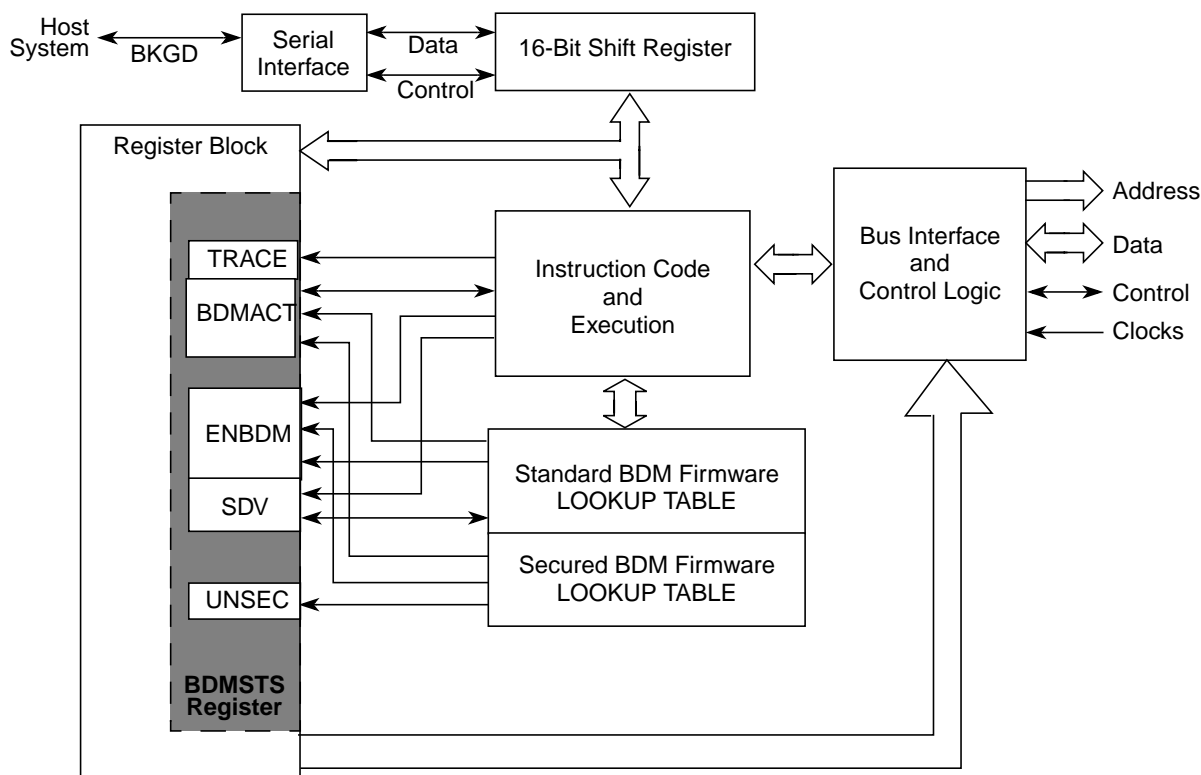 Host
System
BKGD
Serial
Interface
Data
Control
16-Bit Shift Register
Register Block
TRACE
BDMACT
ENBDM
SDV
UNSEC
BDMSTS
Register
Instruction Code
and
Execution
Standard BDM Firmware
LOOKUP TABLE
Secured BDM Firmware
LOOKUP TABLE
Bus Interface
and
Control Logic
Address
Data
Control
Clocks